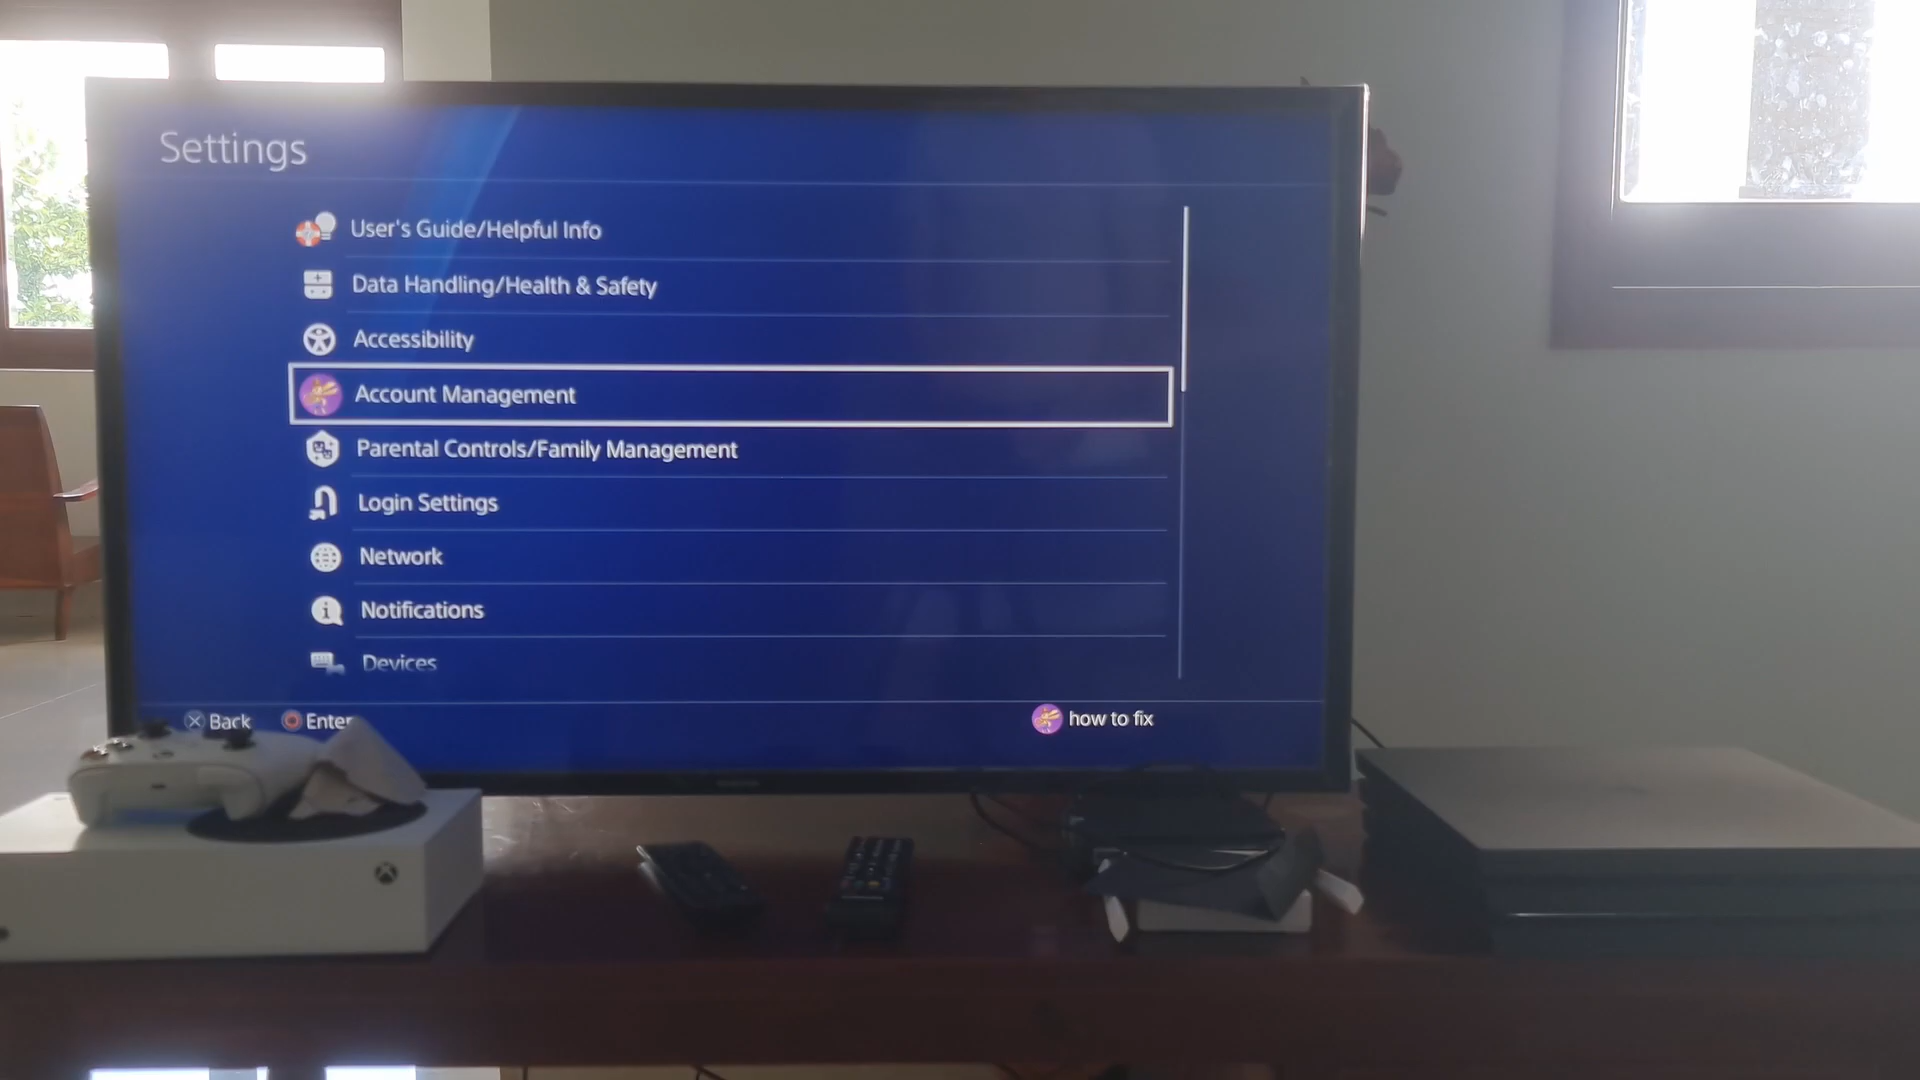 Settings
User's Guide/Helpful Info
Data Handling/Health & Safety
Accessibility
Account Management
Parental Controls/Family Management
Login Settings
Network
Notifications
Devices
Back
Enter
how to fix